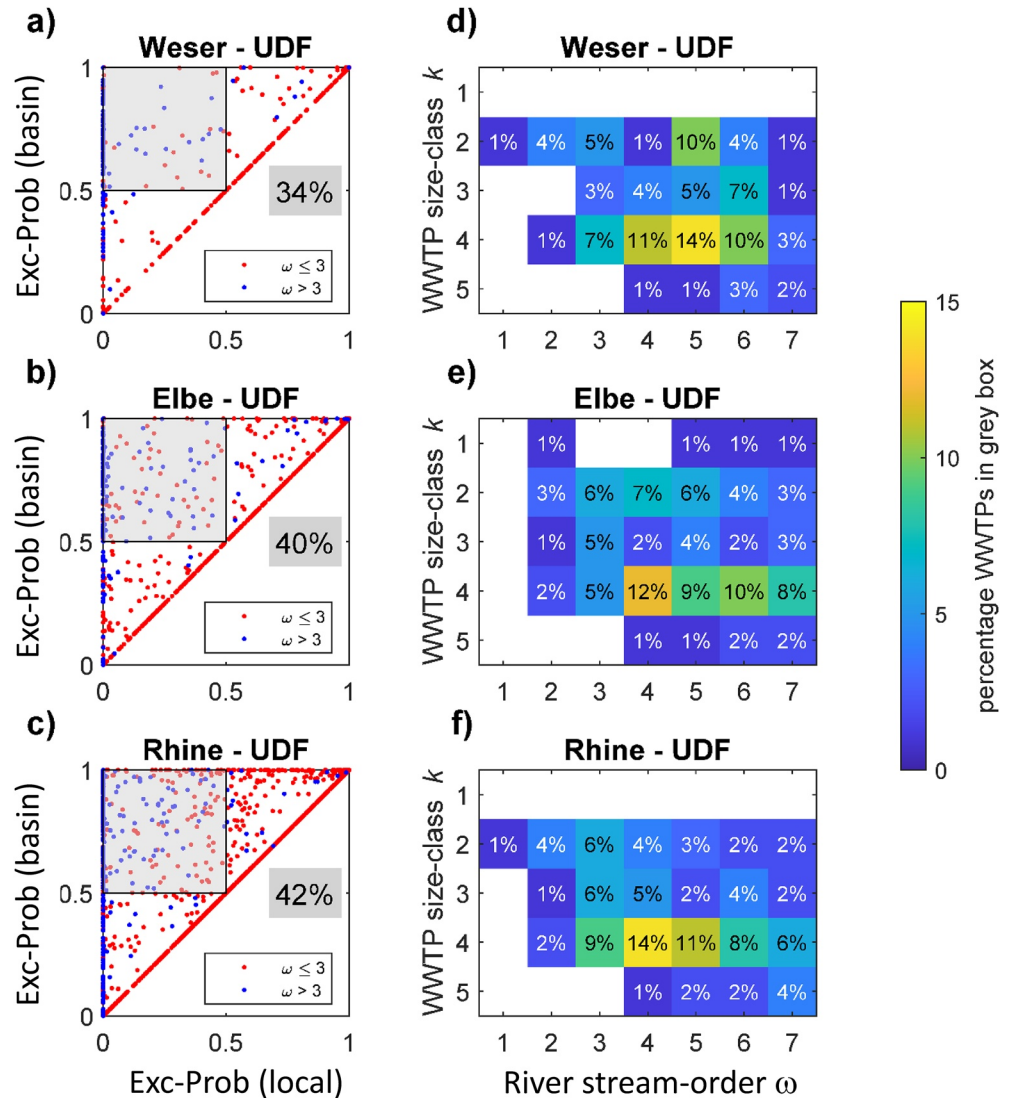 a)
Weser - UDF
Exc-Prob (basin)
1
0.5
0
34%
ω ≤ 3
ω > 3
0 0.5 1
d)
Weser - UDF
WWTP size-class k
1
2 1% 4% 5% 1% 10% 4% 1%
3 3% 4% 5% 7% 1%
4 1% 7% 11% 14% 10% 3%
5 1% 1% 3% 2%
1 2 3 4 5 6 7
b)
Elbe - UDF
Exc-Prob (basin)
1
0.5
0
40%
ω ≤ 3
ω > 3
0 0.5 1
e)
Elbe - UDF
WWTP size-class k
1 1% 1% 1% 1%
2 3% 6% 7% 6% 4% 3%
3 1% 5% 2% 4% 2% 3%
4 2% 5% 12% 9% 10% 8%
5 1% 1% 2% 2%
1 2 3 4 5 6 7
c)
Rhine - UDF
Exc-Prob (basin)
1
0.5
0
42%
ω ≤ 3
ω > 3
0 0.5 1
Exc-Prob (local)
f)
Rhine - UDF
WWTP size-class k
1
2 1% 4% 6% 4% 3% 2% 2%
3 1% 6% 5% 2% 4% 2%
4 2% 9% 14% 11% 8% 6%
5 1% 2% 2% 4%
1 2 3 4 5 6 7
River stream-order ω
15
10
5
0
percentage WWTPs in grey box